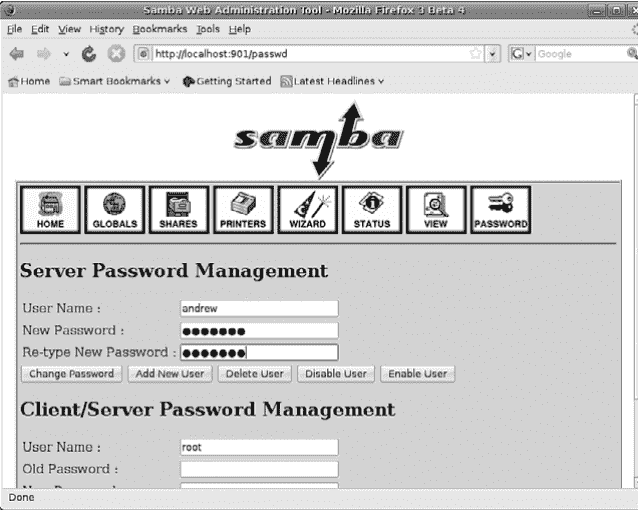 Samba Web Administration Tool - Mozilla Firefox 3 Beta 4
File Edit View History Bookmarks Tools Help
http://localhost:901/passwd
G Google
Home Smart Bookmarks Getting Started Latest Headlines
samba
HOME GLOBALS SHARES PRINTERS WIZARD STATUS VIEW PASSWORD
Server Password Management
User Name : andrew
New Password : ●●●●●●●
Re-type New Password : ●●●●●●●
Change Password Add New User Delete User Disable User Enable User
Client/Server Password Management
User Name : root
Old Password :
Done